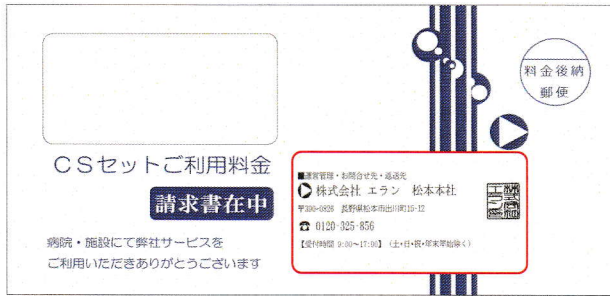 料金後納
郵便
CSセットご利用料金
請求書在中
病院・施設にて弊社サービスを
ご利用いただきありがとうございます
■運営管理・お問合せ先・返送先
株式会社 エラン 松本本社
〒390-0826 長野県松本市出川町15-12
☎ 0120-325-856
【受付時間 9:00〜17:00】(土・日・祝・年末年始除く)